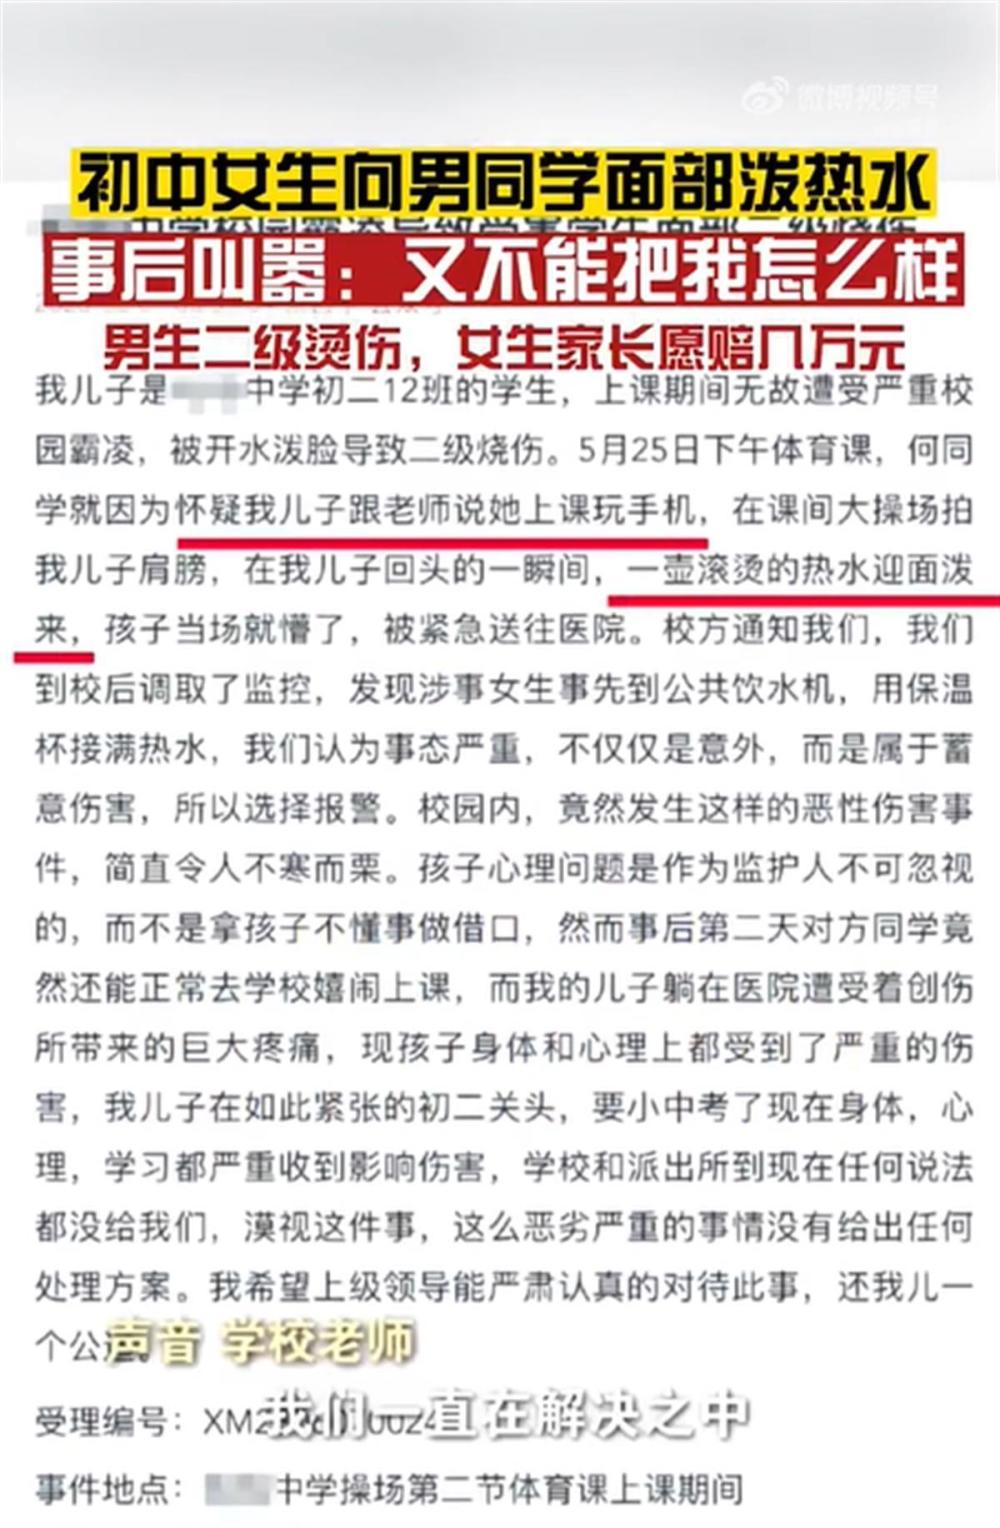 微博视频号
初中女生向男同学面部泼热水
中学校园霸凌导致学生面部二级烧伤
事后叫嚣：又不能把我怎么样
男生二级烫伤，女生家长愿赔几万元
我儿子是 中学初二12班的学生，上课期间无故遭受严重校
园霸凌，被开水泼脸导致二级烧伤。5月25日下午体育课，何同
学就因为怀疑我儿子跟老师说她上课玩手机，在课间大操场拍
我儿子肩膀，在我儿子回头的一瞬间，一壶滚烫的热水迎面泼
来，孩子当场就懵了，被紧急送往医院。校方通知我们，我们
到校后调取了监控，发现涉事女生事先到公共饮水机，用保温
杯接满热水，我们认为事态严重，不仅仅是意外，而是属于蓄
意伤害，所以选择报警。校园内，竟然发生这样的恶性伤害事
件，简直令人不寒而栗。孩子心理问题是作为监护人不可忽视
的，而不是拿孩子不懂事做借口，然而事后第二天对方同学竟
然还能正常去学校嬉闹上课，而我的儿子躺在医院遭受着创伤
所带来的巨大疼痛，现孩子身体和心理上都受到了严重的伤
害，我儿子在如此紧张的初二关头，要小中考了现在身体，心
理，学习都严重收到影响伤害，学校和派出所到现在任何说法
都没给我们，漠视这件事，这么恶劣严重的事情没有给出任何
处理方案。我希望上级领导能严肃认真的对待此事，还我儿一
个公
声音 学校老师
受理编号：XM2
我们一直在解决之中
事件地点： 中学操场第二节体育课上课期间